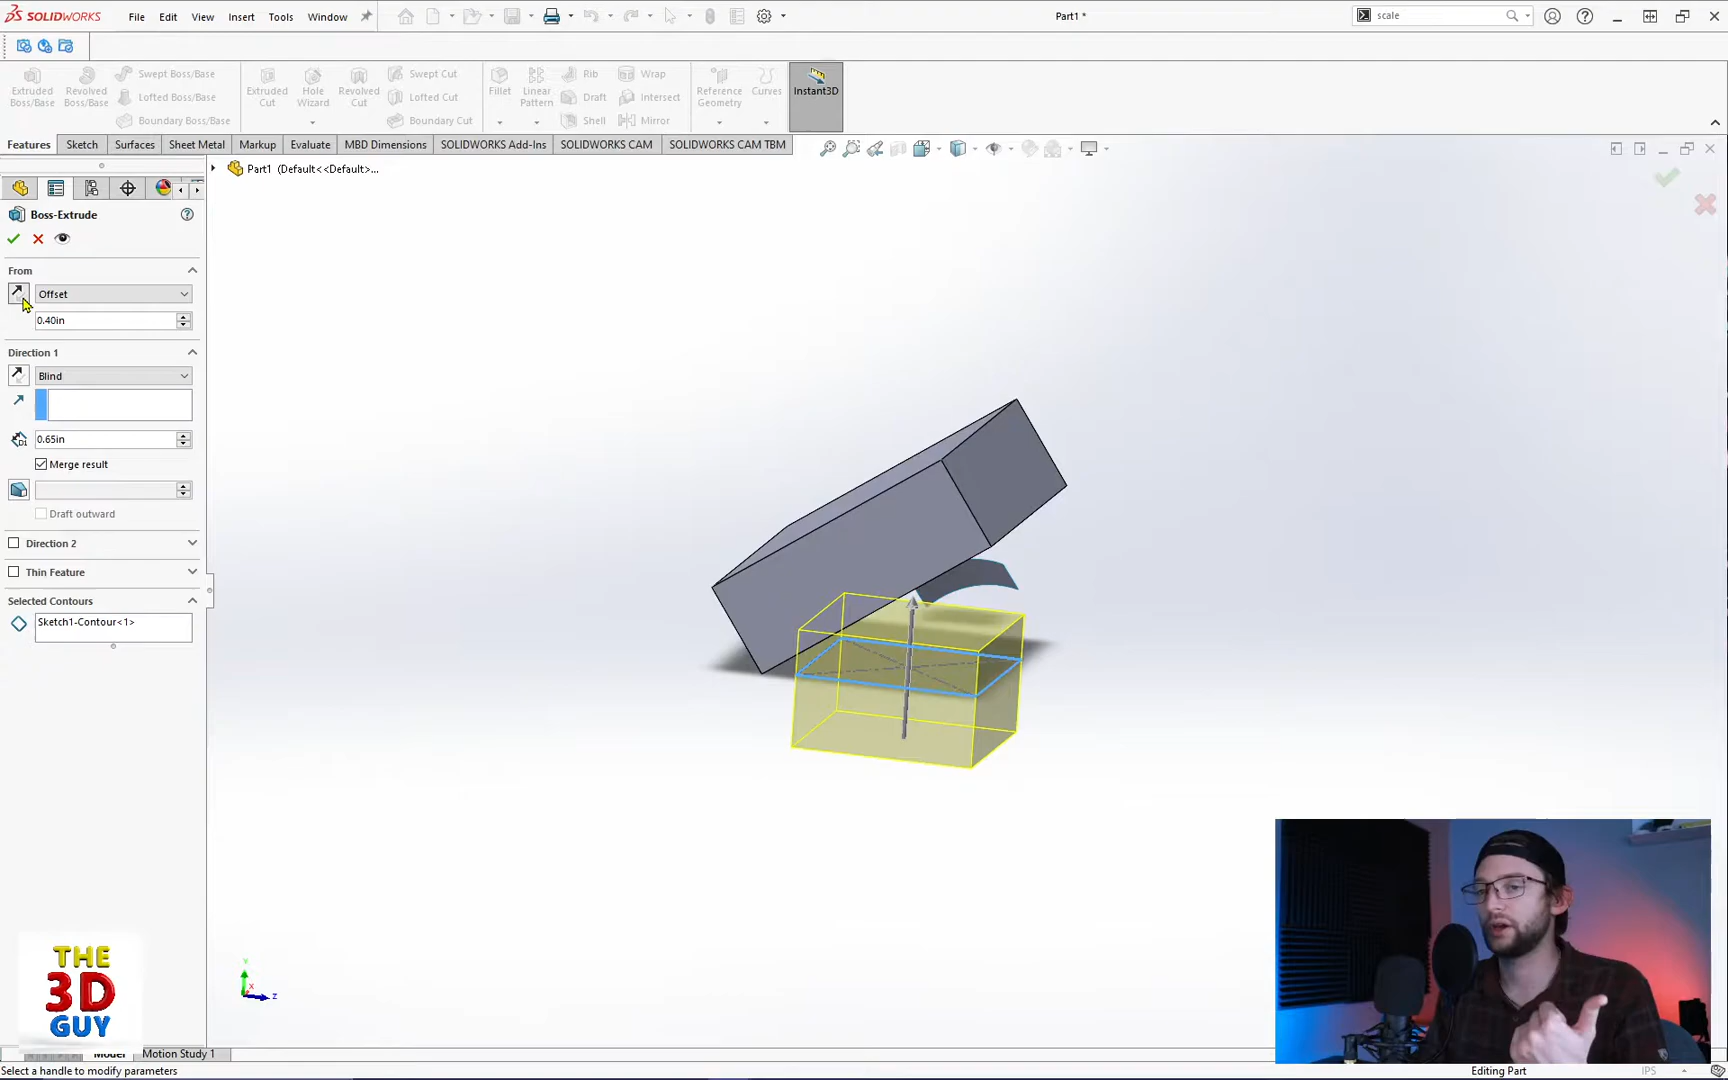 SOLIDWORKS File Edit View Insert Tools Window Part1 * scale
Extruded Boss/Base
Revolved Boss/Base
Swept Boss/Base
Lofted Boss/Base
Boundary Boss/Base
Extruded Cut
Hole Wizard
Revolved Cut
Swept Cut
Lofted Cut
Boundary Cut
Fillet
Linear Pattern
Rib
Draft
Shell
Wrap
Intersect
Mirror
Reference Geometry
Curves
Instant3D
Features Sketch Surfaces Sheet Metal Markup Evaluate MBD Dimensions SOLIDWORKS Add-Ins SOLIDWORKS CAM SOLIDWORKS CAM TBM
Part1 (Default<<Default>...
Boss-Extrude
From
Offset
0.40in
Direction 1
Blind
D1
0.65in
Merge result
Draft outward
Direction 2
Thin Feature
Selected Contours
Sketch1-Contour<1>
Y
X
Z
THE
3D
GUY
Model Motion Study 1
Select a handle to modify parameters Editing Part IPS